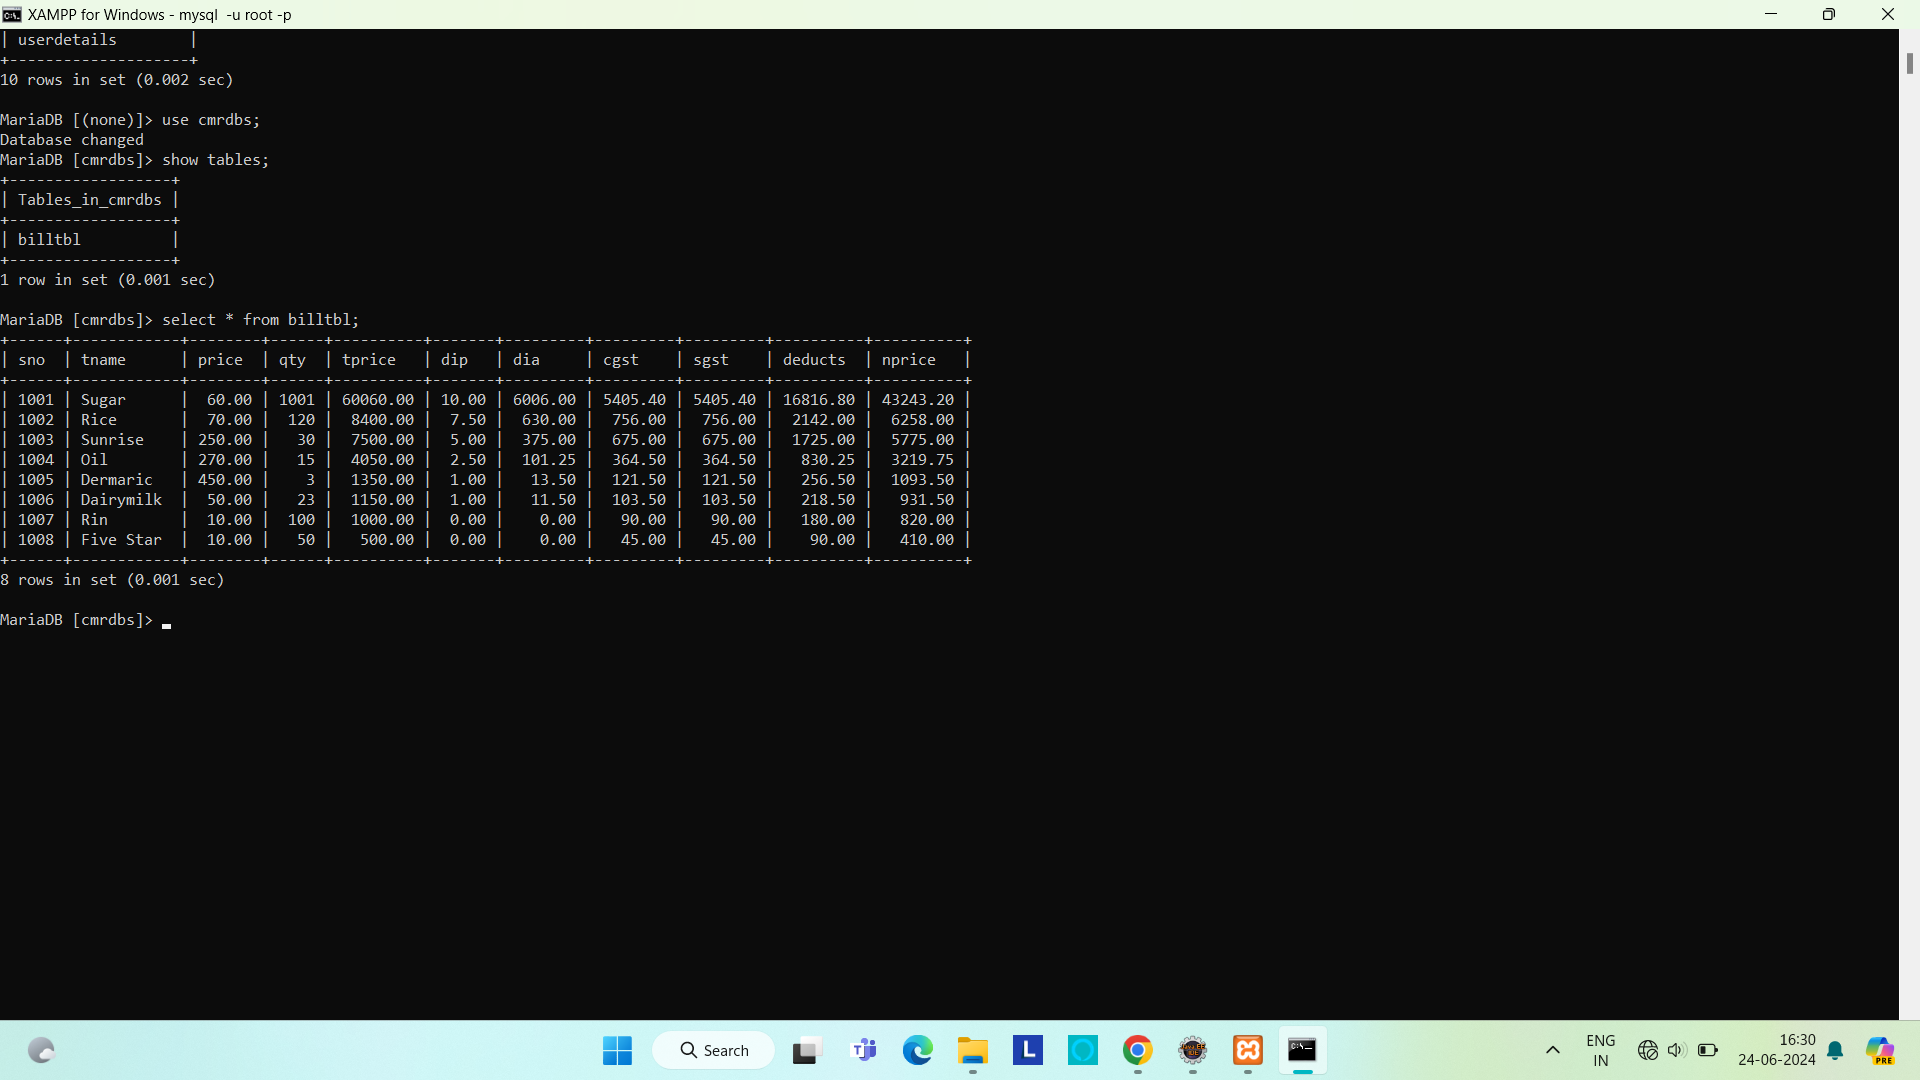 XAMPP for Windows - mysql  -u root -p
| userdetails        |
+--------------------+
10 rows in set (0.002 sec)

MariaDB [(none)]> use cmrdbs;
Database changed
MariaDB [cmrdbs]> show tables;
+------------------+
| Tables_in_cmrdbs |
+------------------+
| billtbl          |
+------------------+
1 row in set (0.001 sec)

MariaDB [cmrdbs]> select * from billtbl;
+------+------------+--------+------+----------+-------+---------+---------+---------+----------+----------+
| sno  | tname      | price  | qty  | tprice   | dip   | dia     | cgst    | sgst    | deducts  | nprice   |
+------+------------+--------+------+----------+-------+---------+---------+---------+----------+----------+
| 1001 | Sugar      |  60.00 | 1001 | 60060.00 | 10.00 | 6006.00 | 5405.40 | 5405.40 | 16816.80 | 43243.20 |
| 1002 | Rice       |  70.00 |  120 |  8400.00 |  7.50 |  630.00 |  756.00 |  756.00 |  2142.00 |  6258.00 |
| 1003 | Sunrise    | 250.00 |   30 |  7500.00 |  5.00 |  375.00 |  675.00 |  675.00 |  1725.00 |  5775.00 |
| 1004 | Oil        | 270.00 |   15 |  4050.00 |  2.50 |  101.25 |  364.50 |  364.50 |   830.25 |  3219.75 |
| 1005 | Dermaric   | 450.00 |    3 |  1350.00 |  1.00 |   13.50 |  121.50 |  121.50 |   256.50 |  1093.50 |
| 1006 | Dairymilk  |  50.00 |   23 |  1150.00 |  1.00 |   11.50 |  103.50 |  103.50 |   218.50 |   931.50 |
| 1007 | Rin        |  10.00 |  100 |  1000.00 |  0.00 |    0.00 |   90.00 |   90.00 |   180.00 |   820.00 |
| 1008 | Five Star  |  10.00 |   50 |   500.00 |  0.00 |    0.00 |   45.00 |   45.00 |    90.00 |   410.00 |
+------+------------+--------+------+----------+-------+---------+---------+---------+----------+----------+
8 rows in set (0.001 sec)

MariaDB [cmrdbs]>
Search
L
ENG
IN
16:30
24-06-2024
PRE